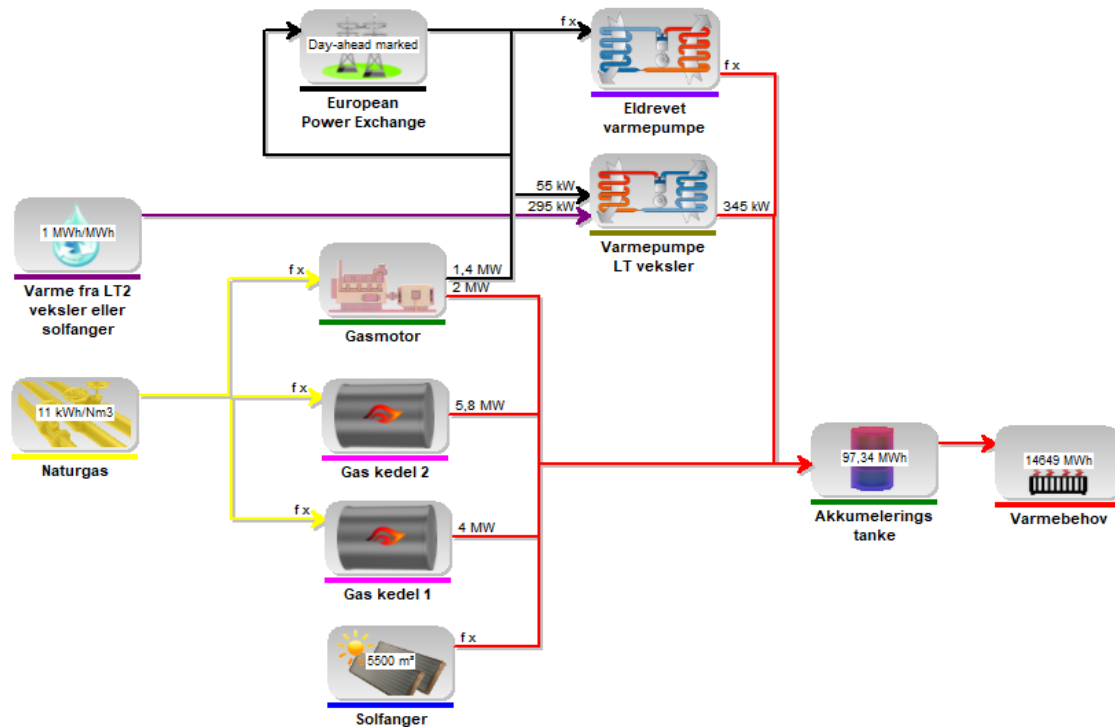 f x
Day-ahead marked
European
Power Exchange
f x
Eldrevet
varmepumpe
55 kW
295 kW
345 kW
Varmepumpe
LT veksler
1 MWh/MWh
Varme fra LT2
veksler eller
solfanger
f x
1,4 MW
2 MW
Gasmotor
11 kWh/Nm3
Naturgas
f x
5,8 MW
Gas kedel 2
f x
4 MW
Gas kedel 1
f x
5500 m²
Solfanger
97,34 MWh
Akkumelerings
tanke
14649 MWh
Varmebehov